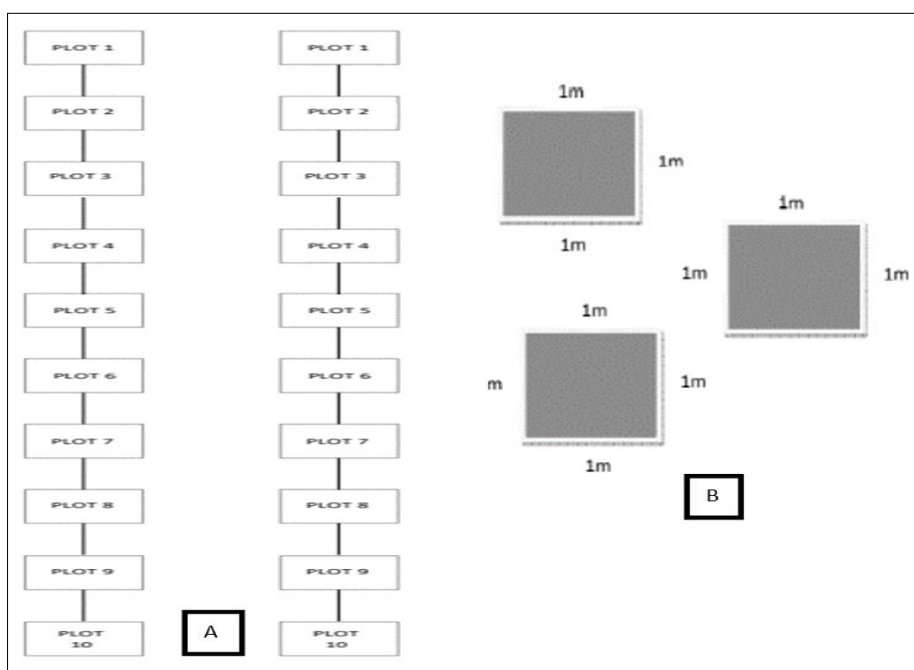 PLOT 1
PLOT 2
PLOT 3
PLOT 4
PLOT 5
PLOT 6
PLOT 7
PLOT 8
PLOT 9
PLOT
10
A
PLOT 1
PLOT 2
PLOT 3
PLOT 4
PLOT 5
PLOT 6
PLOT 7
PLOT 8
PLOT 9
PLOT
10
1m
1m
1m
1m
1m
1m
1m
m
1m
1m
B